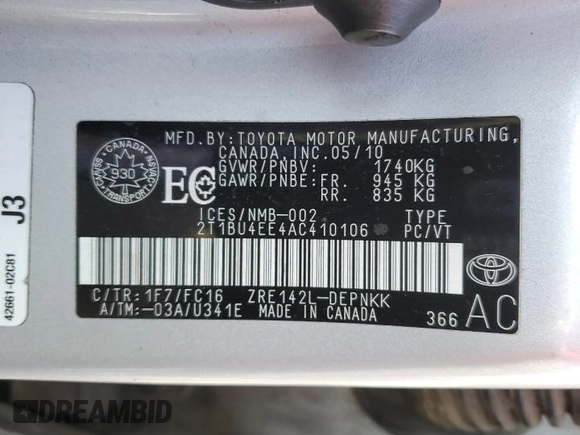 MFD.BY:TOYOTA MOTOR MANUFACTURING,
CANADA,INC.05/10
GVWR/PNBV: 1740KG
GAWR/PNBE:FR. 945 KG
RR. 835 KG
CANADA
930
TRANSPORT
EC
ICES/NMB-002 TYPE
2T1BU4EE4AC410106 PC/VT
C/TR:1F7/FC16 ZRE142L-DEPNKK
A/TM:-03A/U341E MADE IN CANADA
366 AC
TOYOTA
J3
42661-02C81
DREAMBID